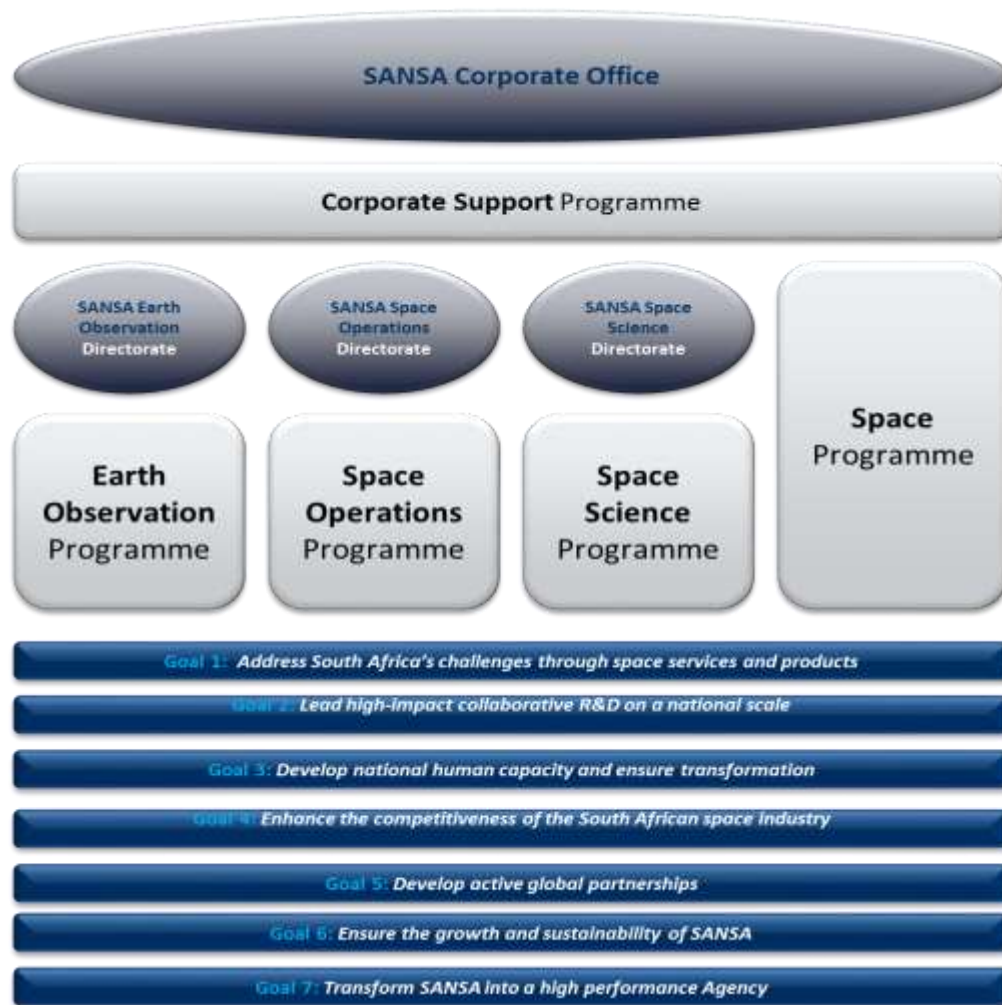 SANSA Corporate Office
Corporate Support Programme
SANSA Earth
Observation
Directorate
SANSA Space
Operations
Directorate
SANSA Space
Science
Directorate
Space
Programme
Earth
Observation
Programme
Space
Operations
Programme
Space
Science
Programme
Goal 1: Address South Africa's challenges through space services and products
Goal 2: Lead high-impact collaborative R&D on a national scale
Goal 3: Develop national human capacity and ensure transformation
Goal 4: Enhance the competitiveness of the South African space industry
Goal 5: Develop active global partnerships
Goal 6: Ensure the growth and sustainability of SANSA
Goal 7: Transform SANSA into a high performance Agency